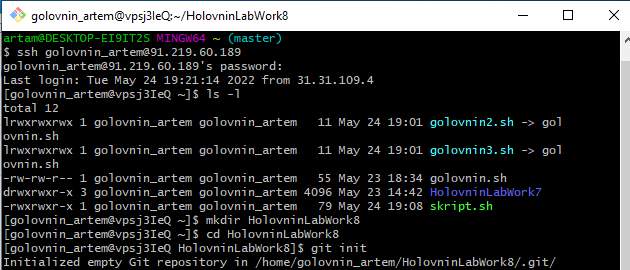 golovnin_artem@vpsj3IeQ:~/HolovninLabWork8
artam@DESKTOP-EI9IT2S MINGW64 ~ (master)
$ ssh golovnin_artem@91.219.60.189
golovnin_artem@91.219.60.189's password:
Last login: Tue May 24 19:21:14 2022 from 31.31.109.4
[golovnin_artem@vpsj3IeQ ~]$ ls -l
total 12
lrwxrwxrwx 1 golovnin_artem golovnin_artem   11 May 24 19:01 golovnin2.sh -> gol
ovnin.sh
lrwxrwxrwx 1 golovnin_artem golovnin_artem   11 May 24 19:01 golovnin3.sh -> gol
ovnin.sh
-rw-rw-r-- 1 golovnin_artem golovnin_artem   55 May 23 18:34 golovnin.sh
drwxrwxr-x 3 golovnin_artem golovnin_artem 4096 May 23 14:42 HolovninLabWork7
-rwxrwxr-x 1 golovnin_artem golovnin_artem   79 May 24 19:08 skript.sh
[golovnin_artem@vpsj3IeQ ~]$ mkdir HolovninLabWork8
[golovnin_artem@vpsj3IeQ ~]$ cd HolovninLabWork8
[golovnin_artem@vpsj3IeQ HolovninLabWork8]$ git init
Initialized empty Git repository in /home/golovnin_artem/HolovninLabWork8/.git/